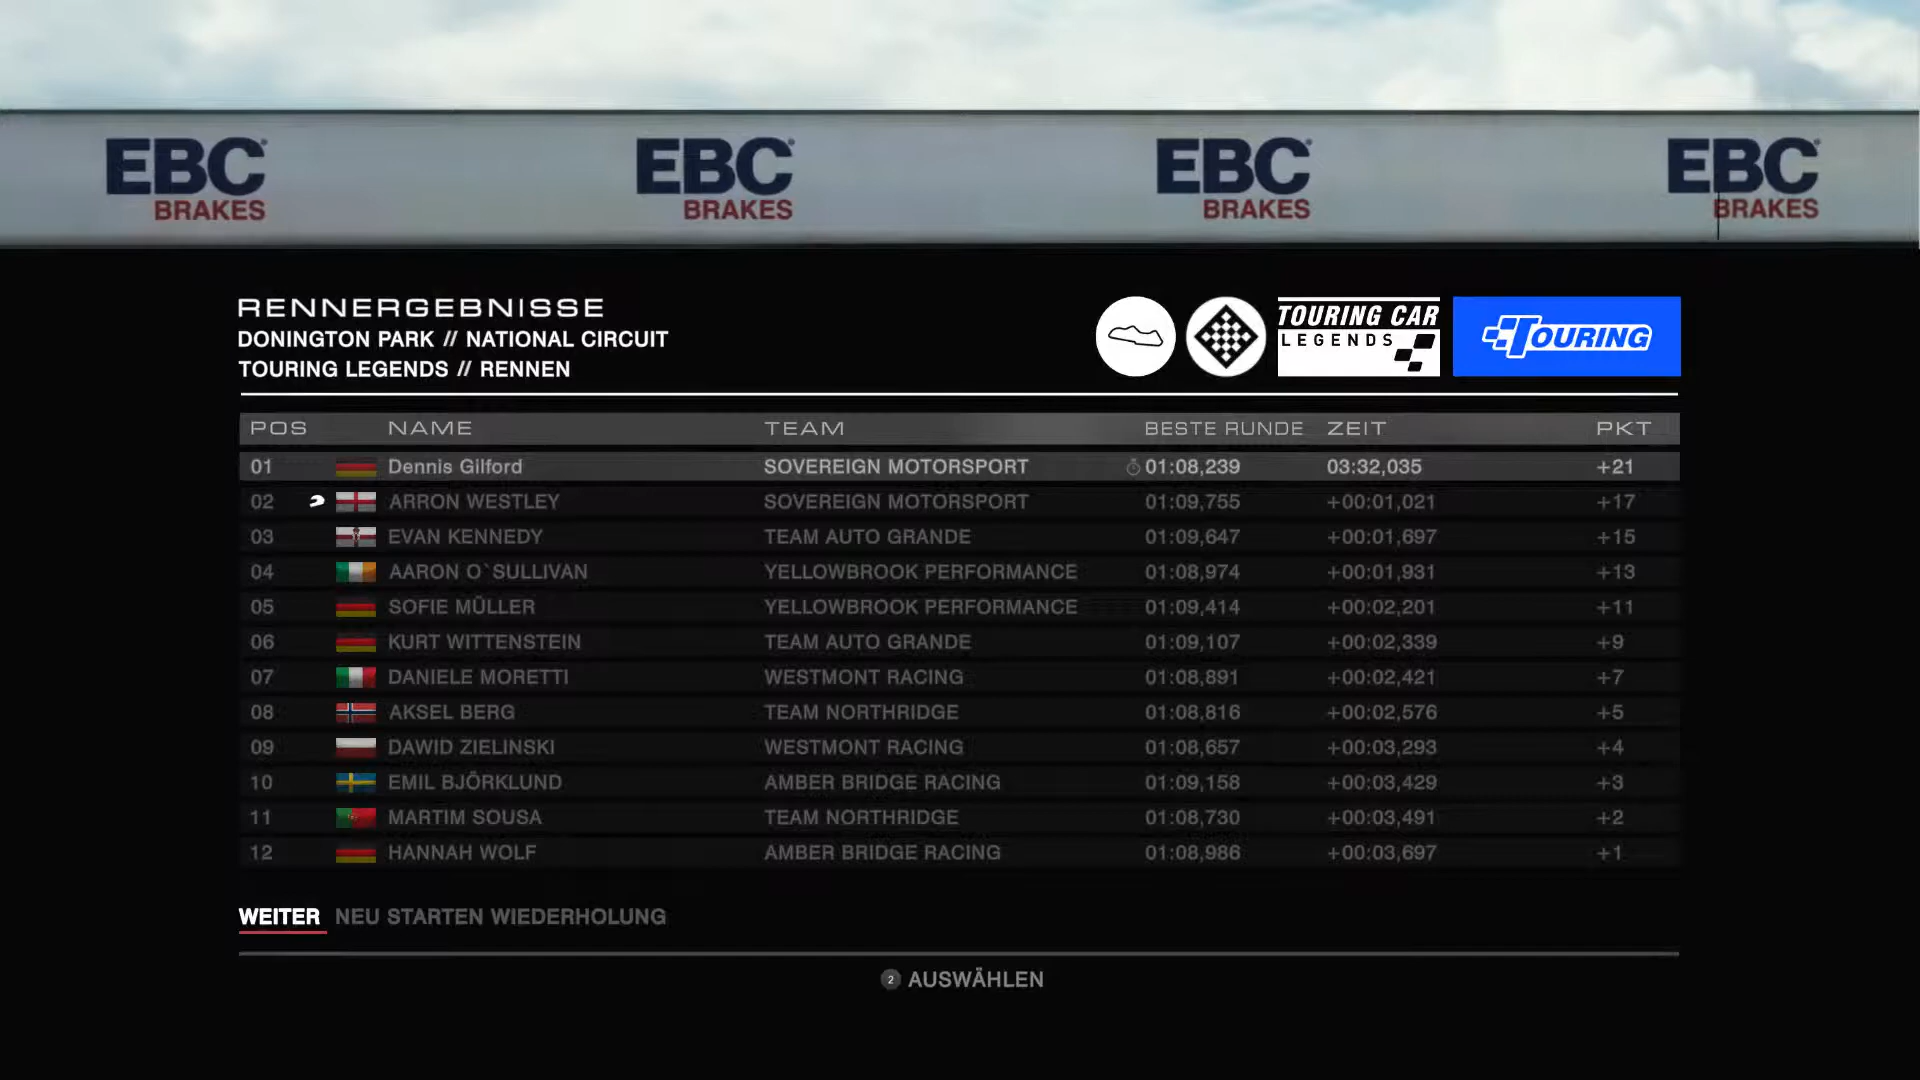 EBC BRAKES EBC BRAKES EBC BRAKES EBC BRAKES
RENNERGEBNISSE
DONINGTON PARK // NATIONAL CIRCUIT
TOURING LEGENDS // RENNEN
TOURING CAR
LEGENDS
TOURING
POS NAME TEAM BESTE RUNDE ZEIT PKT
01 Dennis Gilford SOVEREIGN MOTORSPORT 01:08,239 03:32,035 +21
02 ARRON WESTLEY SOVEREIGN MOTORSPORT 01:09,755 +00:01,021 +17
03 EVAN KENNEDY TEAM AUTO GRANDE 01:09,647 +00:01,697 +15
04 AARON O`SULLIVAN YELLOWBROOK PERFORMANCE 01:08,974 +00:01,931 +13
05 SOFIE MÜLLER YELLOWBROOK PERFORMANCE 01:09,414 +00:02,201 +11
06 KURT WITTENSTEIN TEAM AUTO GRANDE 01:09,107 +00:02,339 +9
07 DANIELE MORETTI WESTMONT RACING 01:08,891 +00:02,421 +7
08 AKSEL BERG TEAM NORTHRIDGE 01:08,816 +00:02,576 +5
09 DAWID ZIELINSKI WESTMONT RACING 01:08,657 +00:03,293 +4
10 EMIL BJÖRKLUND AMBER BRIDGE RACING 01:09,158 +00:03,429 +3
11 MARTIM SOUSA TEAM NORTHRIDGE 01:08,730 +00:03,491 +2
12 HANNAH WOLF AMBER BRIDGE RACING 01:08,986 +00:03,697 +1
WEITER NEU STARTEN WIEDERHOLUNG
2 AUSWÄHLEN